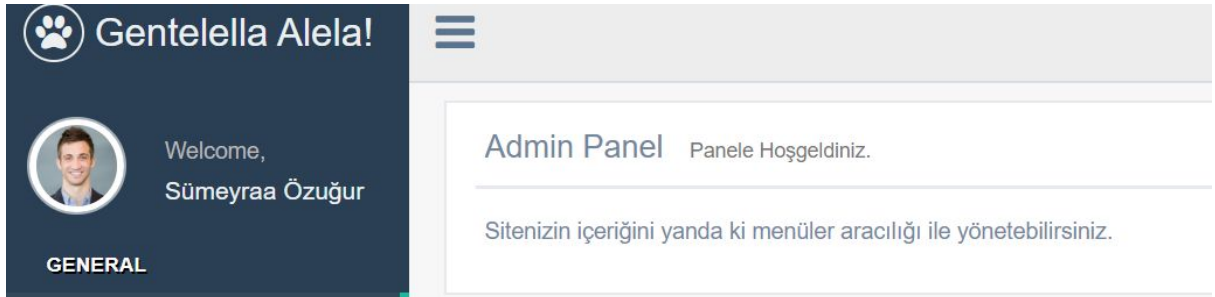 Gentelella Alela!
Welcome,
Sümeyraa Özuğur
GENERAL
Admin Panel Panele Hoşgeldiniz.
Sitenizin içeriğini yanda ki menüler aracılığı ile yönetebilirsiniz.